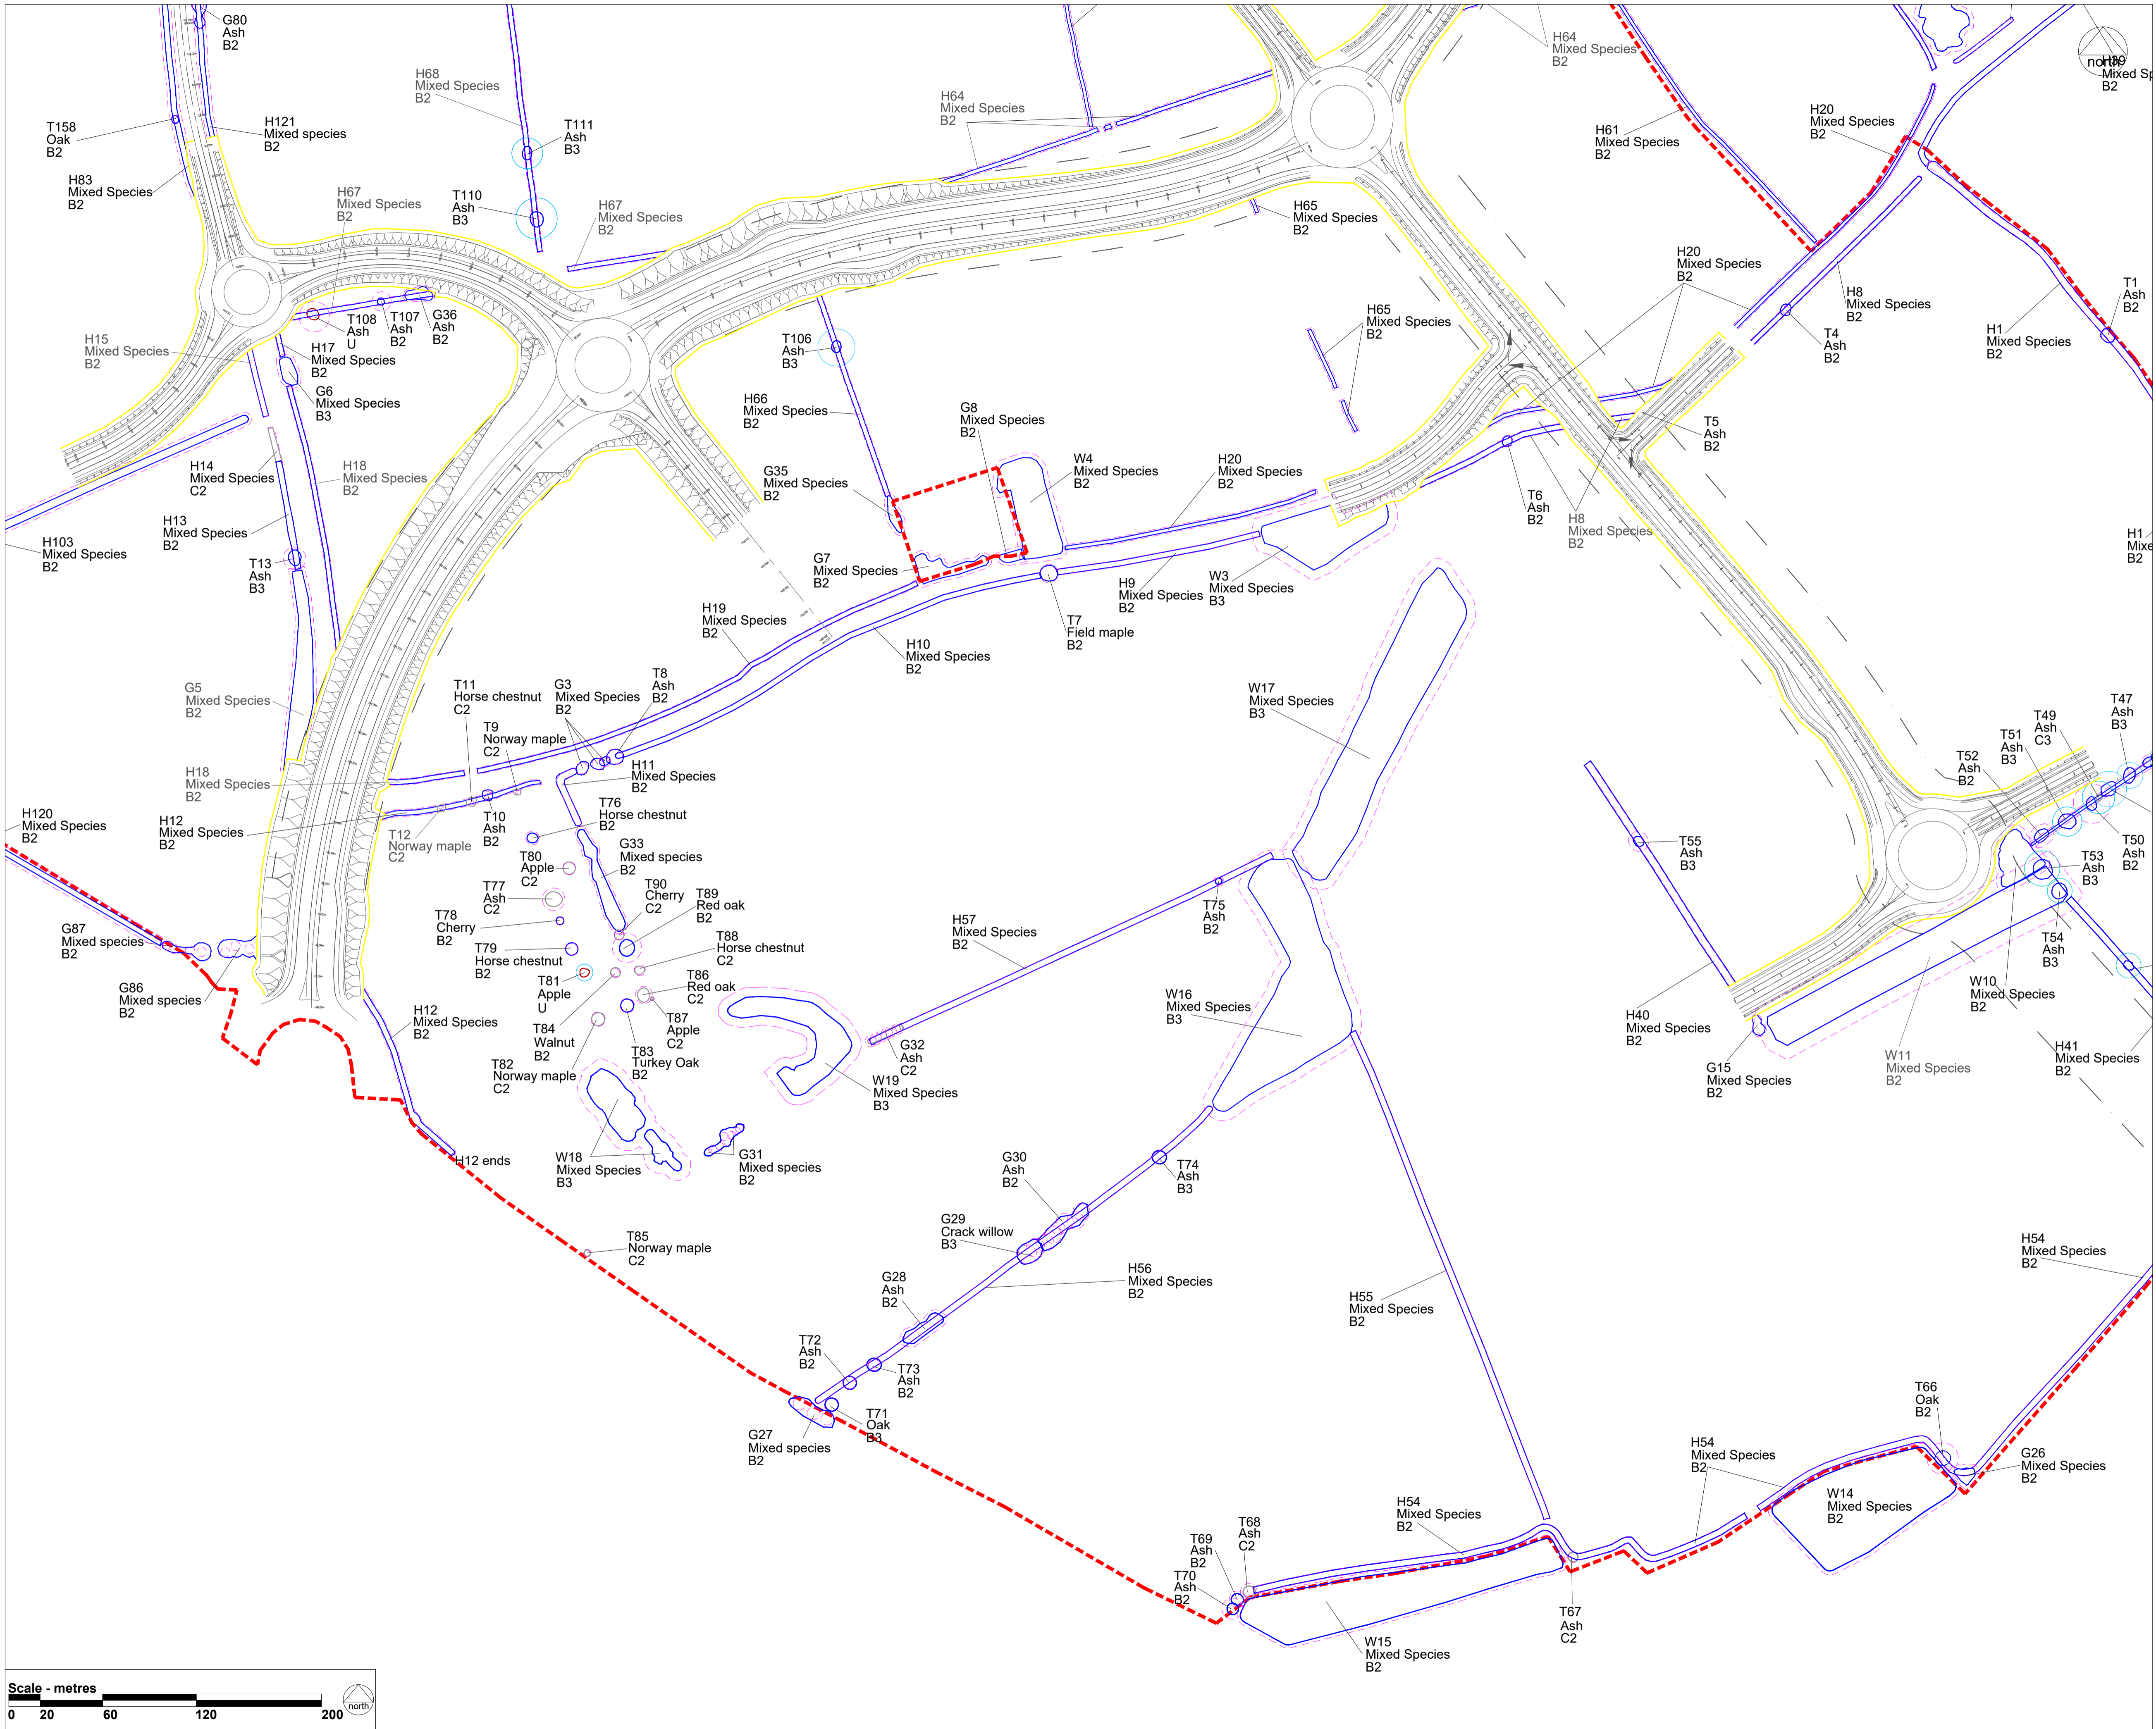 G80
Ash
B2
H68
Mixed Species
B2
H64
Mixed Species
B2
H64
Mixed Species
B2
north
H39
Mixed Sp
B2
T158
Oak
B2
H121
Mixed species
B2
T111
Ash
B3
H61
Mixed Species
B2
H20
Mixed Species
B2
H83
Mixed Species
B2
H67
Mixed Species
B2
T110
Ash
B3
H67
Mixed Species
B2
H65
Mixed Species
B2
H20
Mixed Species
B2
H8
Mixed Species
B2
T1
Ash
B2
H15
Mixed Species
B2
T108
Ash
U
T107
Ash
B2
G36
Ash
B2
H17
Mixed Species
B2
T106
Ash
B3
H65
Mixed Species
B2
T4
Ash
B2
H1
Mixed Species
B2
G6
Mixed Species
B3
H66
Mixed Species
B2
G8
Mixed Species
B2
T5
Ash
B2
H14
Mixed Species
C2
H18
Mixed Species
B2
G35
Mixed Species
B2
W4
Mixed Species
B2
H20
Mixed Species
B2
T6
Ash
B2
H8
Mixed Species
B2
H13
Mixed Species
B2
H103
Mixed Species
B2
T13
Ash
B3
G7
Mixed Species
B2
H9
Mixed Species
B2
W3
Mixed Species
B3
H1
Mixe
B2
H19
Mixed Species
B2
T7
Field maple
B2
H10
Mixed Species
B2
G5
Mixed Species
B2
T11
Horse chestnut
C2
G3
Mixed Species
B2
T8
Ash
B2
W17
Mixed Species
B3
T9
Norway maple
C2
T47
Ash
B3
T49
Ash
C3
T51
Ash
B3
T52
Ash
B2
H18
Mixed Species
B2
H11
Mixed Species
B2
H120
Mixed Species
B2
H12
Mixed Species
B2
T12
Norway maple
C2
T10
Ash
B2
T76
Horse chestnut
B2
T80
Apple
C2
G33
Mixed species
B2
T55
Ash
B3
T50
Ash
B2
T53
Ash
B3
T77
Ash
C2
T90
Cherry
C2
T89
Red oak
B2
T75
Ash
B2
T78
Cherry
B2
H57
Mixed Species
B2
G87
Mixed species
B2
T79
Horse chestnut
B2
T88
Horse chestnut
C2
T54
Ash
B3
T81
Apple
U
T86
Red oak
C2
G86
Mixed species
B2
W16
Mixed Species
B3
W10
Mixed Species
B2
H12
Mixed Species
B2
T84
Walnut
B2
T87
Apple
C2
H40
Mixed Species
B2
T83
Turkey Oak
B2
T82
Norway maple
C2
G32
Ash
C2
W19
Mixed Species
B3
G15
Mixed Species
B2
W11
Mixed Species
B2
H41
Mixed Species
B2
H12 ends
W18
Mixed Species
B3
G31
Mixed species
B2
G30
Ash
B2
T74
Ash
B3
T85
Norway maple
C2
G29
Crack willow
B3
H54
Mixed Species
B2
G28
Ash
B2
H56
Mixed Species
B2
H55
Mixed Species
B2
T72
Ash
B2
T73
Ash
B2
T66
Oak
B2
T71
Oak
B3
G27
Mixed species
B2
H54
Mixed Species
B2
G26
Mixed Species
B2
W14
Mixed Species
B2
H54
Mixed Species
B2
T68
Ash
C2
T69
Ash
B2
T70
Ash
B2
T67
Ash
C2
W15
Mixed Species
B2
Scale - metres
0 20 60 120 200
north